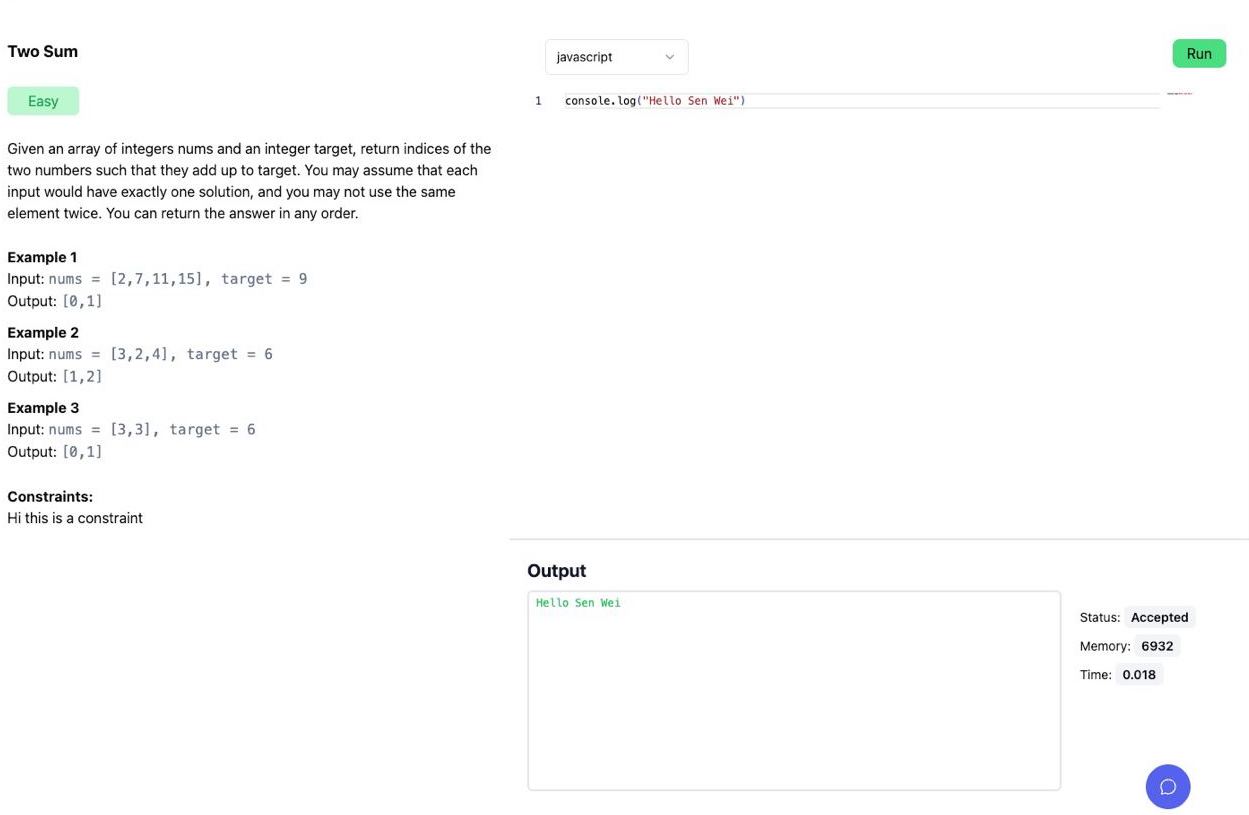 Two Sum
Easy
Given an array of integers nums and an integer target, return indices of the
two numbers such that they add up to target. You may assume that each
input would have exactly one solution, and you may not use the same
element twice. You can return the answer in any order.
Example 1
Input: nums = [2,7,11,15], target = 9
Output: [0,1]
Example 2
Input: nums = [3,2,4], target = 6
Output: [1,2]
Example 3
Input: nums = [3,3], target = 6
Output: [0,1]
Constraints:
Hi this is a constraint
javascript
Run
1 console.log("Hello Sen Wei")
Output
Hello Sen Wei
Status: Accepted
Memory: 6932
Time: 0.018